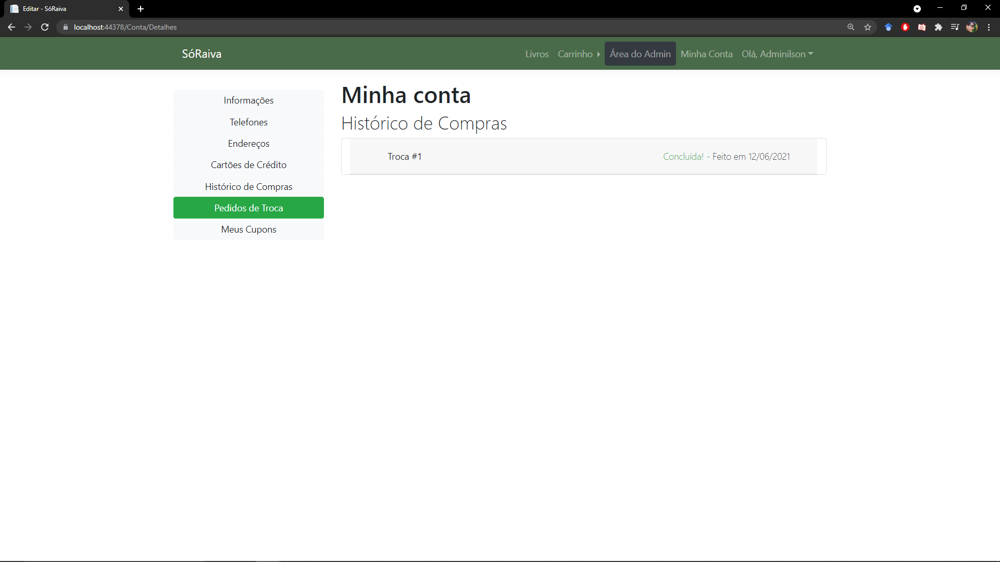 Editar - SóRaiva
localhost:44378/Conta/Detalhes
SóRaiva
Livros Carrinho Área do Admin Minha Conta Olá, Adminilson
Informações
Telefones
Endereços
Cartões de Crédito
Histórico de Compras
Pedidos de Troca
Meus Cupons
Minha conta
Histórico de Compras
Troca #1 Concluída! - Feito em 12/06/2021